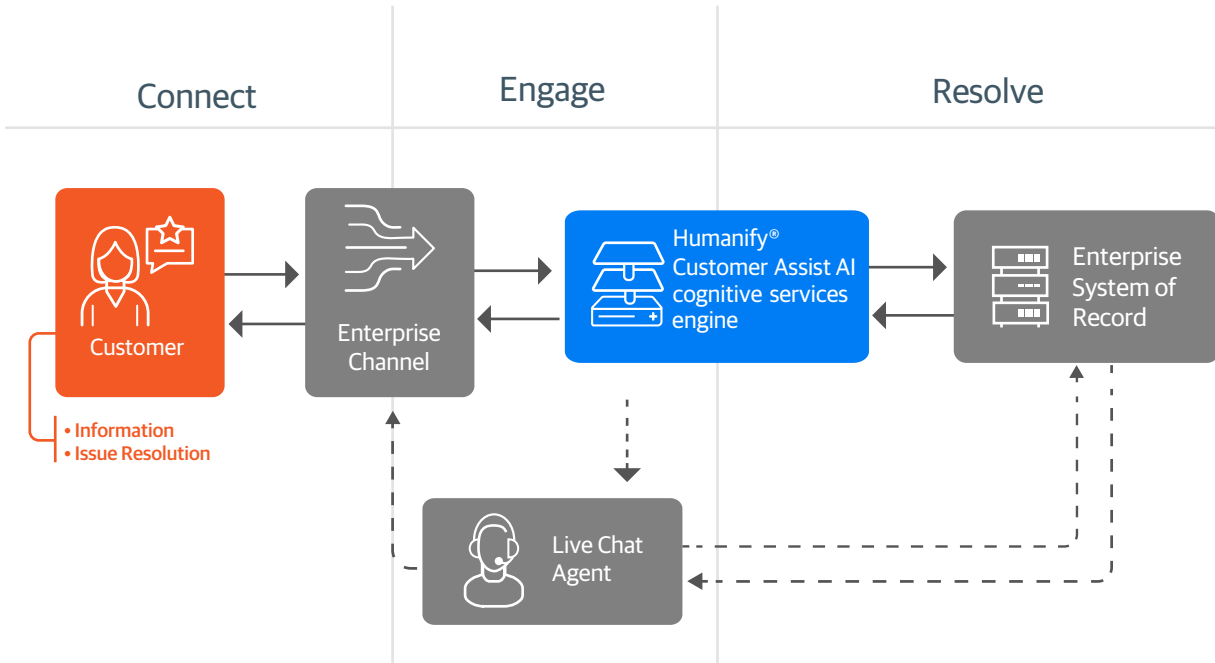 Connect
Engage
Resolve
Customer
• Information
• Issue Resolution
Enterprise
Channel
Humanify®
Customer Assist AI
cognitive services
engine
Enterprise
System of
Record
Live Chat
Agent